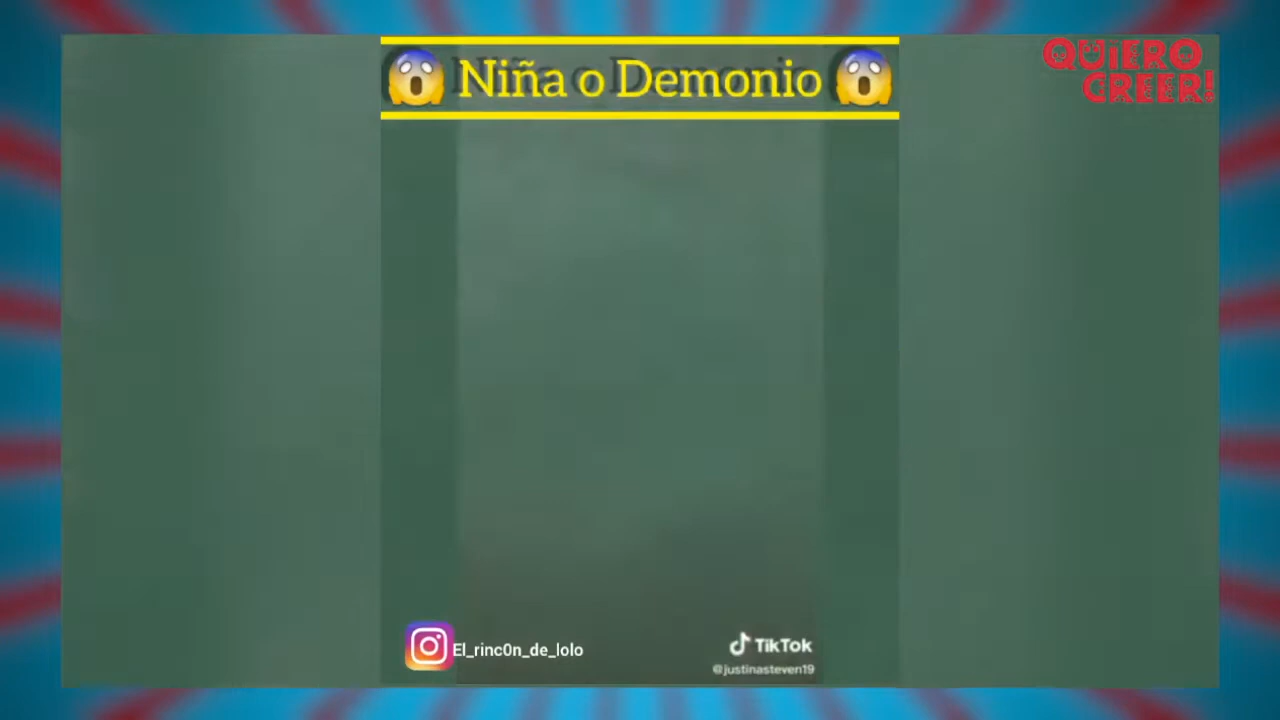 QUIERO
CREER!
Niña o Demonio
El_rinc0n_de_lolo
TikTok
@justinasteven19